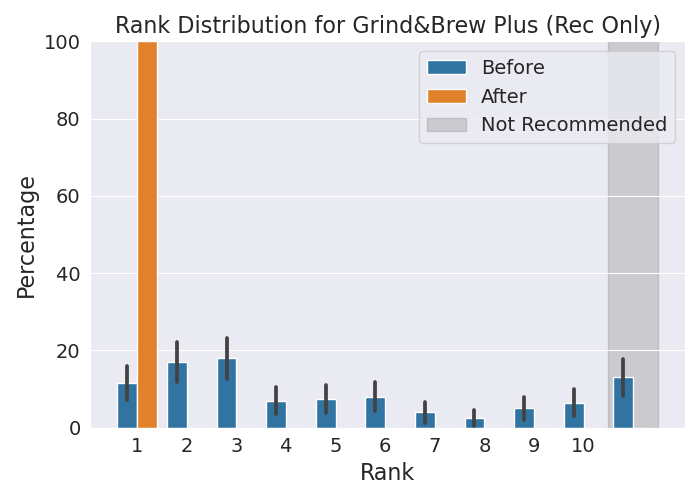 Rank Distribution for Grind&Brew Plus (Rec Only)
100
80
60
40
20
0
Percentage
Before
After
Not Recommended
1 2 3 4 5 6 7 8 9 10
Rank